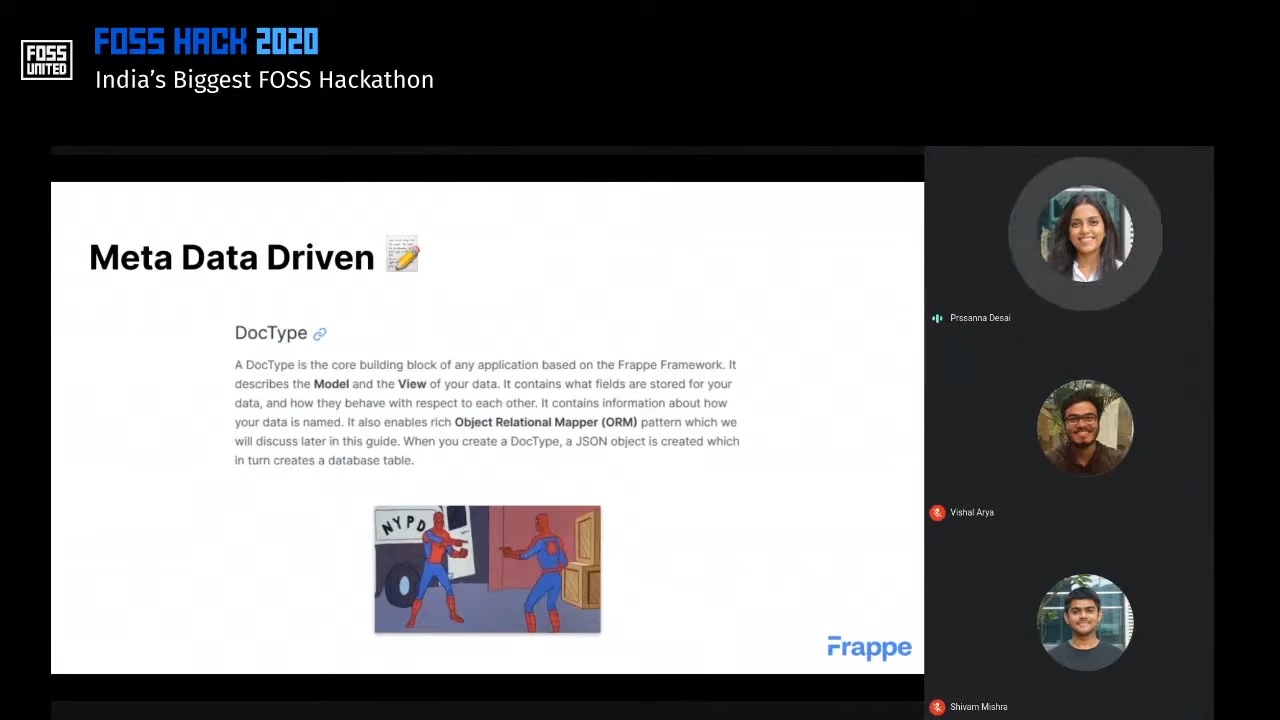 FOSS
UNITED
FOSS HACK 2020
India's Biggest FOSS Hackathon
Meta Data Driven
DocType
A DocType is the core building block of any application based on the Frappe Framework. It
describes the Model and the View of your data. It contains what fields are stored for your
data, and how they behave with respect to each other. It contains information about how
your data is named. It also enables rich Object Relational Mapper (ORM) pattern which we
will discuss later in this guide. When you create a DocType, a JSON object is created which
in turn creates a database table.
NYPD
Frappe
Prssanna Desai
Vishal Arya
Shivam Mishra